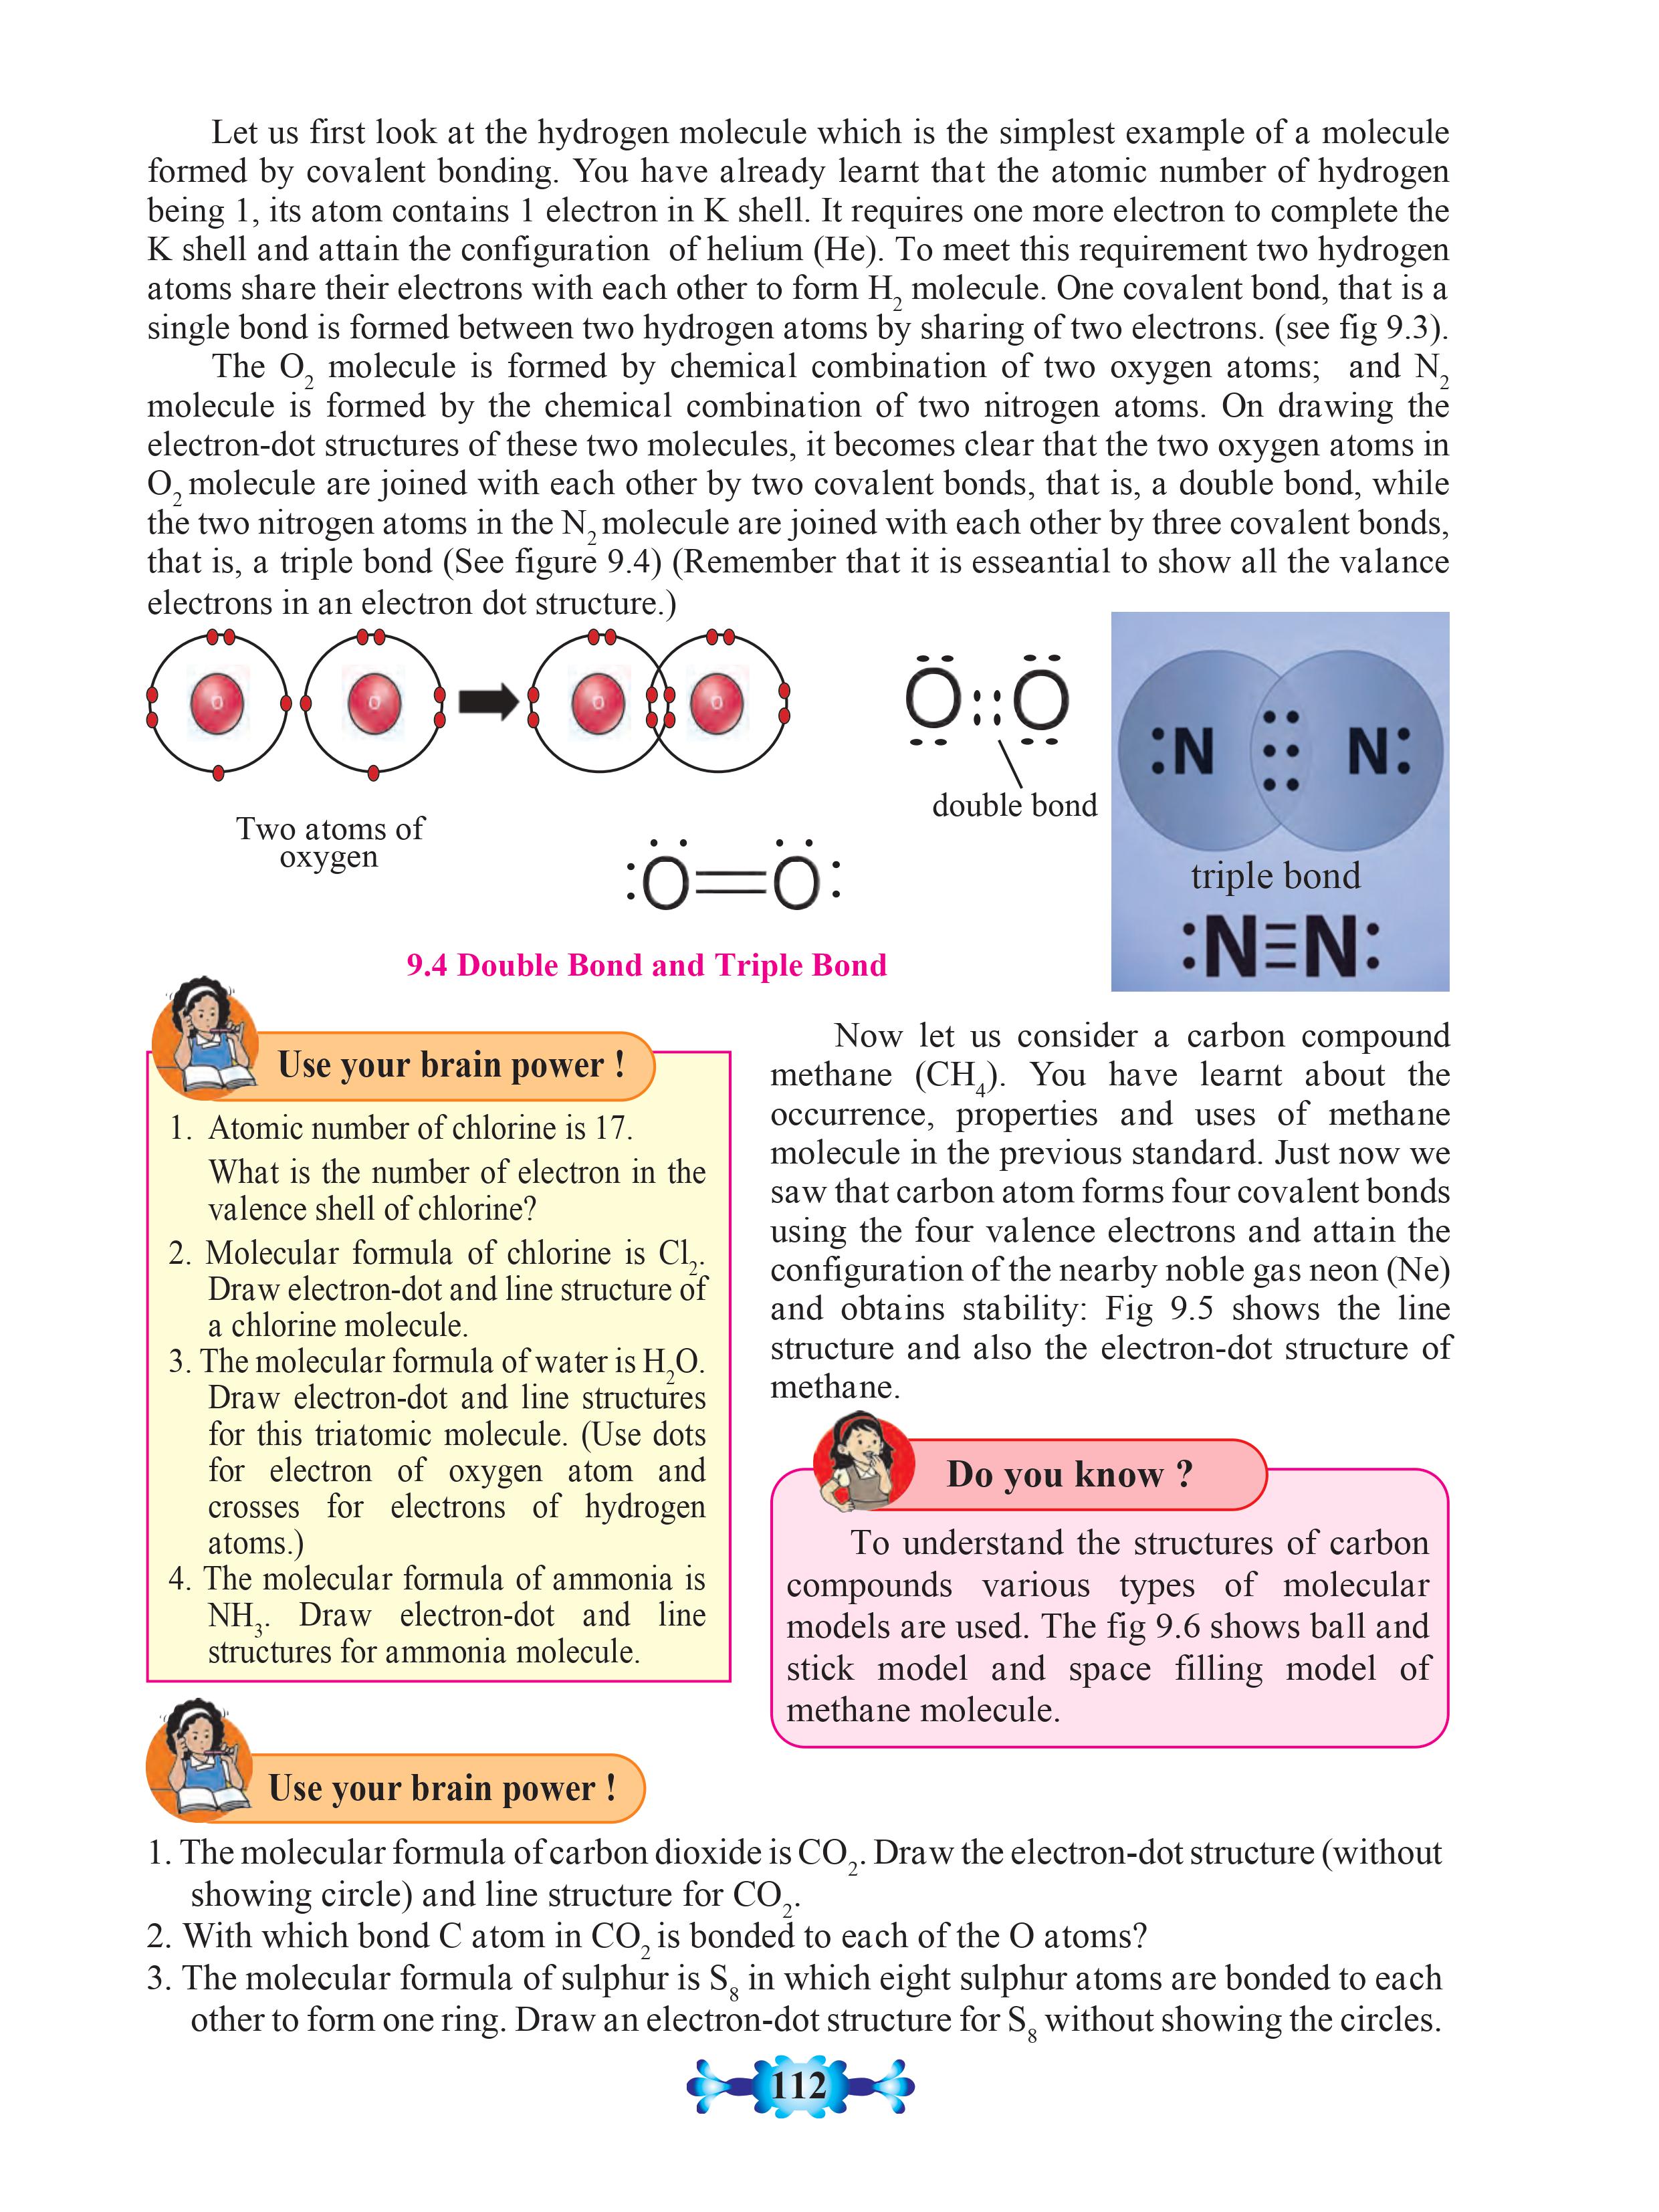 Let us first look at the hydrogen molecule which is the simplest example of a molecule
formed by covalent bonding. You have already learnt that the atomic number of hydrogen
being 1, its atom contains 1 electron in K shell. It requires one more electron to complete the
K shell and attain the configuration of helium (He). To meet this requirement two hydrogen
atoms share their electrons with each other to form H₂ molecule. One covalent bond, that is a
single bond is formed between two hydrogen atoms by sharing of two electrons. (see fig 9.3).
The O₂ molecule is formed by chemical combination of two oxygen atoms; and N₂
molecule is formed by the chemical combination of two nitrogen atoms. On drawing the
electron-dot structures of these two molecules, it becomes clear that the two oxygen atoms in
O₂ molecule are joined with each other by two covalent bonds, that is, a double bond, while
the two nitrogen atoms in the N₂ molecule are joined with each other by three covalent bonds,
that is, a triple bond (See figure 9.4) (Remember that it is esseantial to show all the valance
electrons in an electron dot structure.)
O O O O
O::O
double bond
:N ::: N:
Two atoms of
oxygen
:O=O:
triple bond
:N≡N:
9.4 Double Bond and Triple Bond
Use your brain power !
1. Atomic number of chlorine is 17.
What is the number of electron in the
valence shell of chlorine?
2. Molecular formula of chlorine is Cl₂.
Draw electron-dot and line structure of
a chlorine molecule.
3. The molecular formula of water is H₂O.
Draw electron-dot and line structures
for this triatomic molecule. (Use dots
for electron of oxygen atom and
crosses for electrons of hydrogen
atoms.)
4. The molecular formula of ammonia is
NH₃. Draw electron-dot and line
structures for ammonia molecule.
Now let us consider a carbon compound
methane (CH₄). You have learnt about the
occurrence, properties and uses of methane
molecule in the previous standard. Just now we
saw that carbon atom forms four covalent bonds
using the four valence electrons and attain the
configuration of the nearby noble gas neon (Ne)
and obtains stability: Fig 9.5 shows the line
structure and also the electron-dot structure of
methane.
Do you know ?
To understand the structures of carbon
compounds various types of molecular
models are used. The fig 9.6 shows ball and
stick model and space filling model of
methane molecule.
Use your brain power !
1. The molecular formula of carbon dioxide is CO₂. Draw the electron-dot structure (without
showing circle) and line structure for CO₂.
2. With which bond C atom in CO₂ is bonded to each of the O atoms?
3. The molecular formula of sulphur is S₈ in which eight sulphur atoms are bonded to each
other to form one ring. Draw an electron-dot structure for S₈ without showing the circles.
112